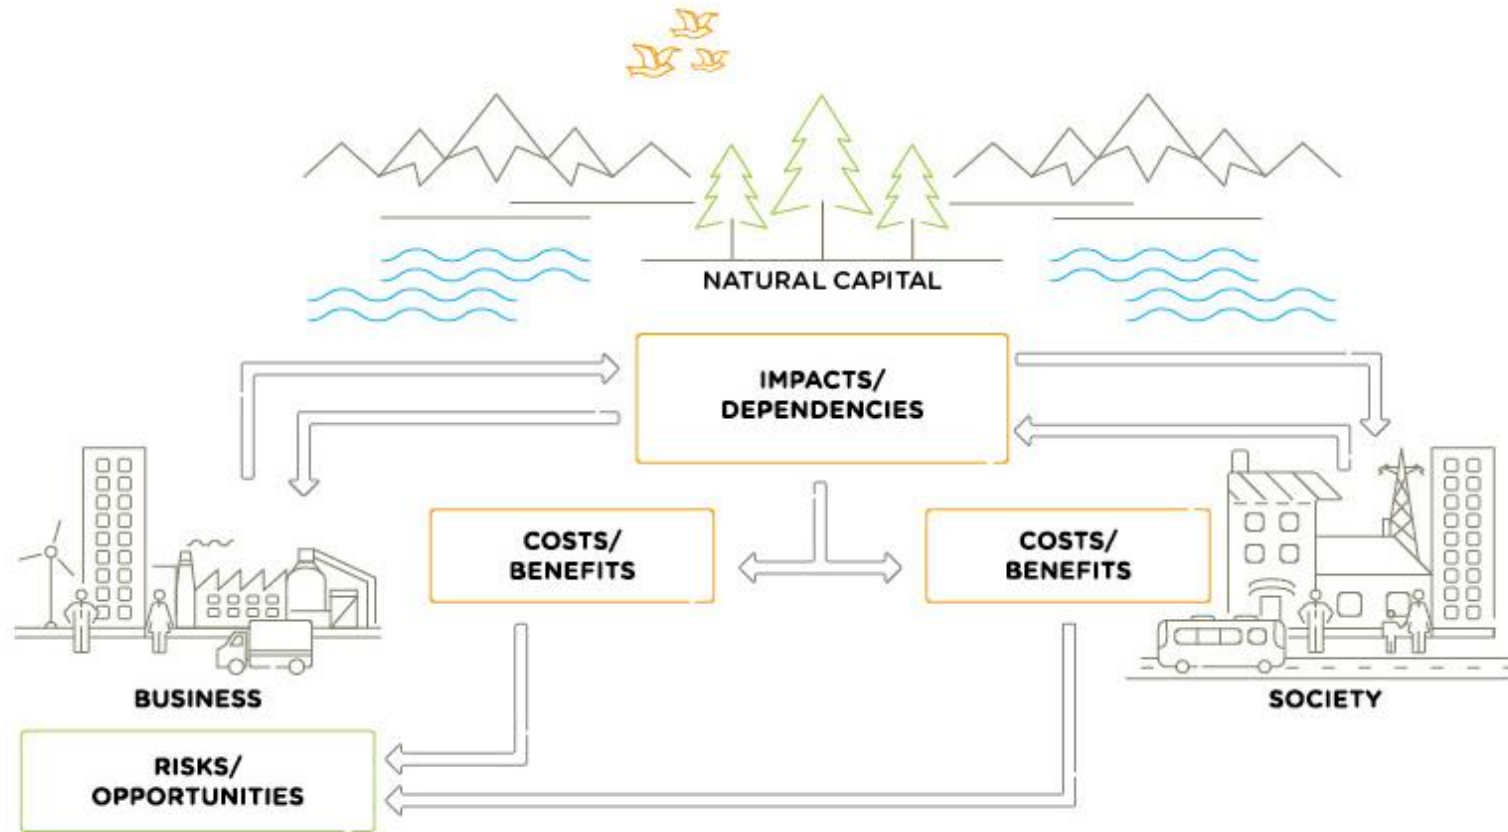 NATURAL CAPITAL
IMPACTS/
DEPENDENCIES
COSTS/
BENEFITS
COSTS/
BENEFITS
BUSINESS
SOCIETY
RISKS/
OPPORTUNITIES